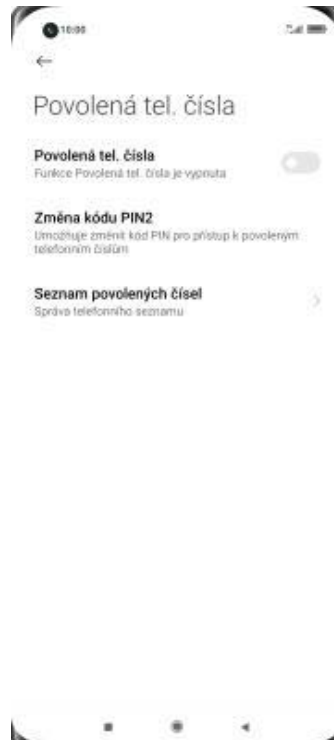 10:00
Povolená tel. čísla
Povolená tel. čísla
Funkce Povolená tel. čísla je vypnuta
Změna kódu PIN2
Umožňuje změnit kód PIN pro přístup k povoleným
telefonním číslům
Seznam povolených čísel
Správa telefonního seznamu